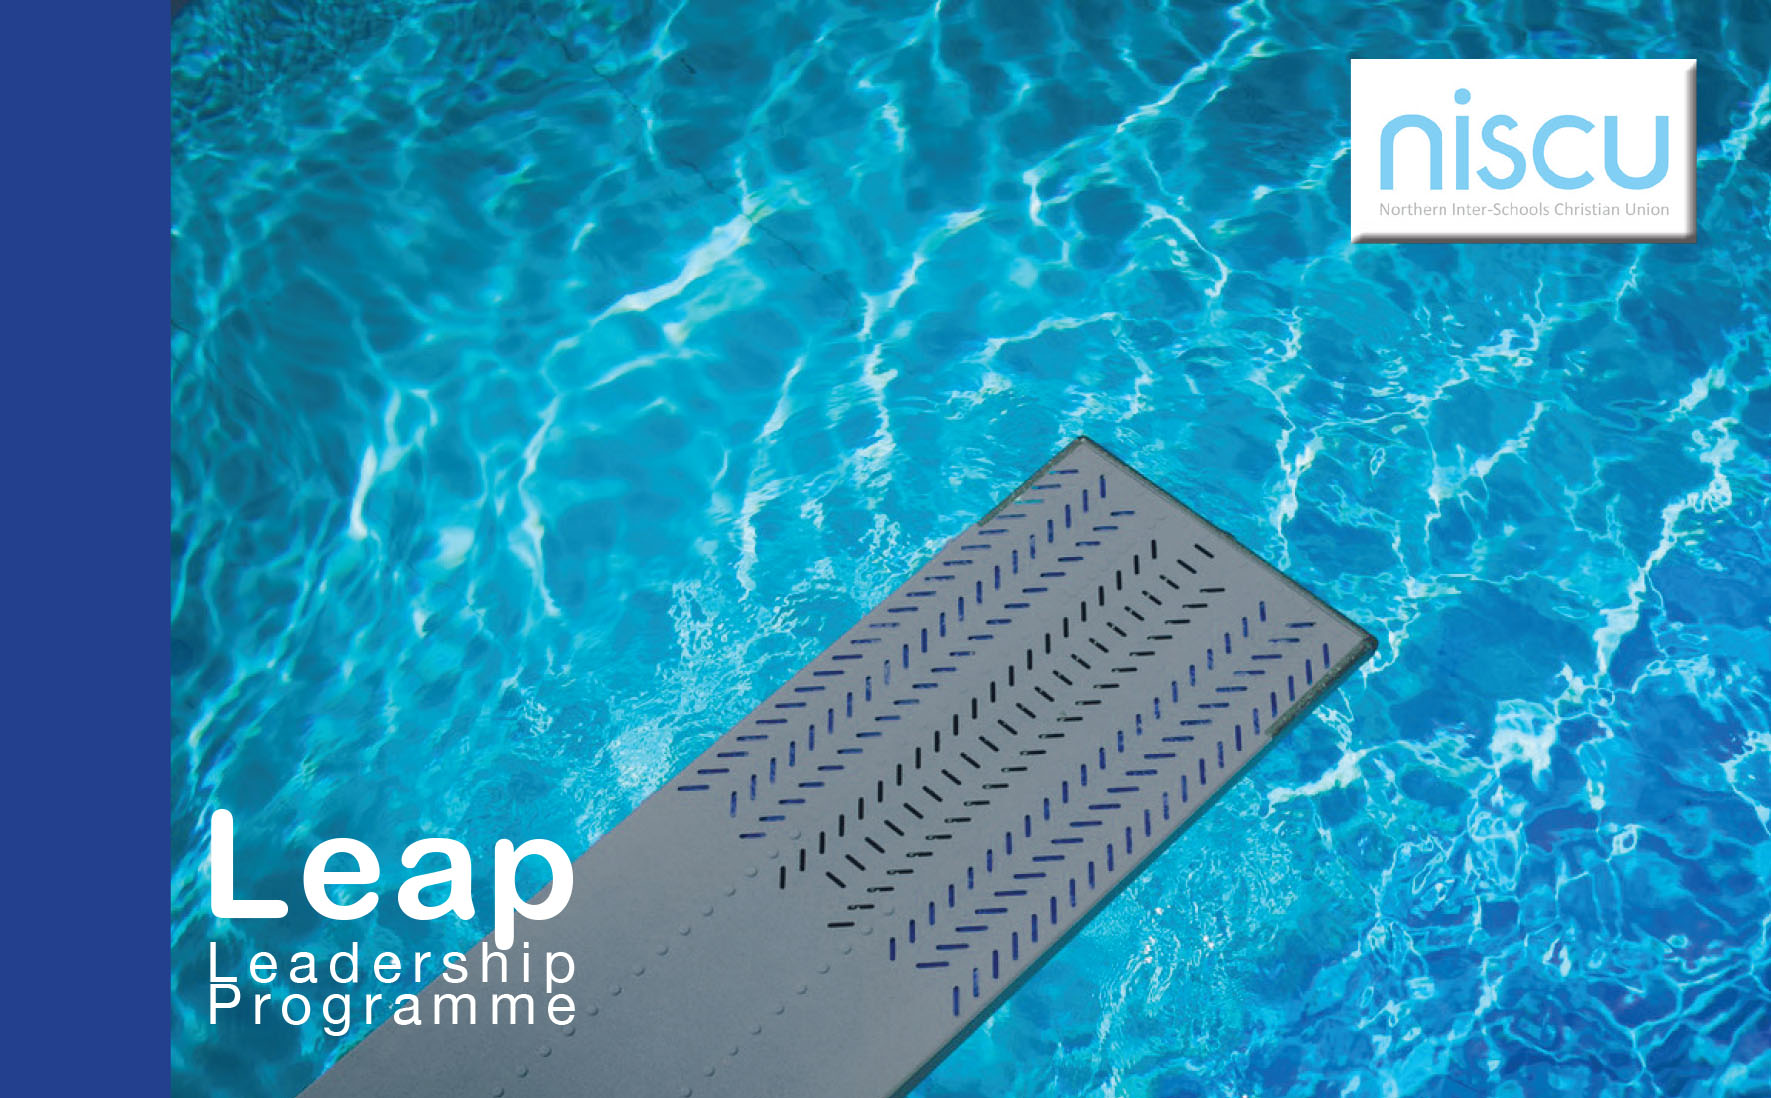 niscu
Northern Inter-Schools Christian Union
Leap
Leadership
Programme